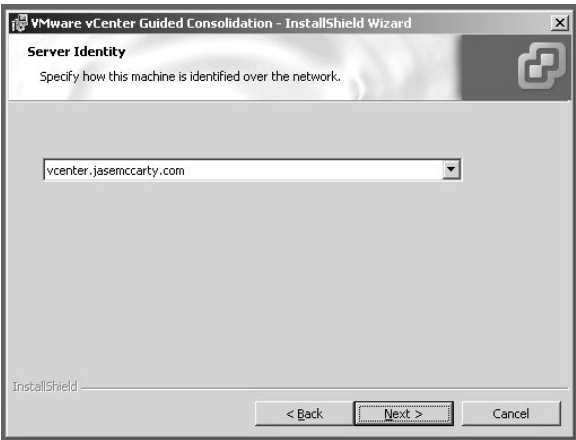 VMware vCenter Guided Consolidation - InstallShield Wizard
Server Identity
Specify how this machine is identified over the network.
vcenter.jasemccarty.com
InstallShield
< Back Next > Cancel